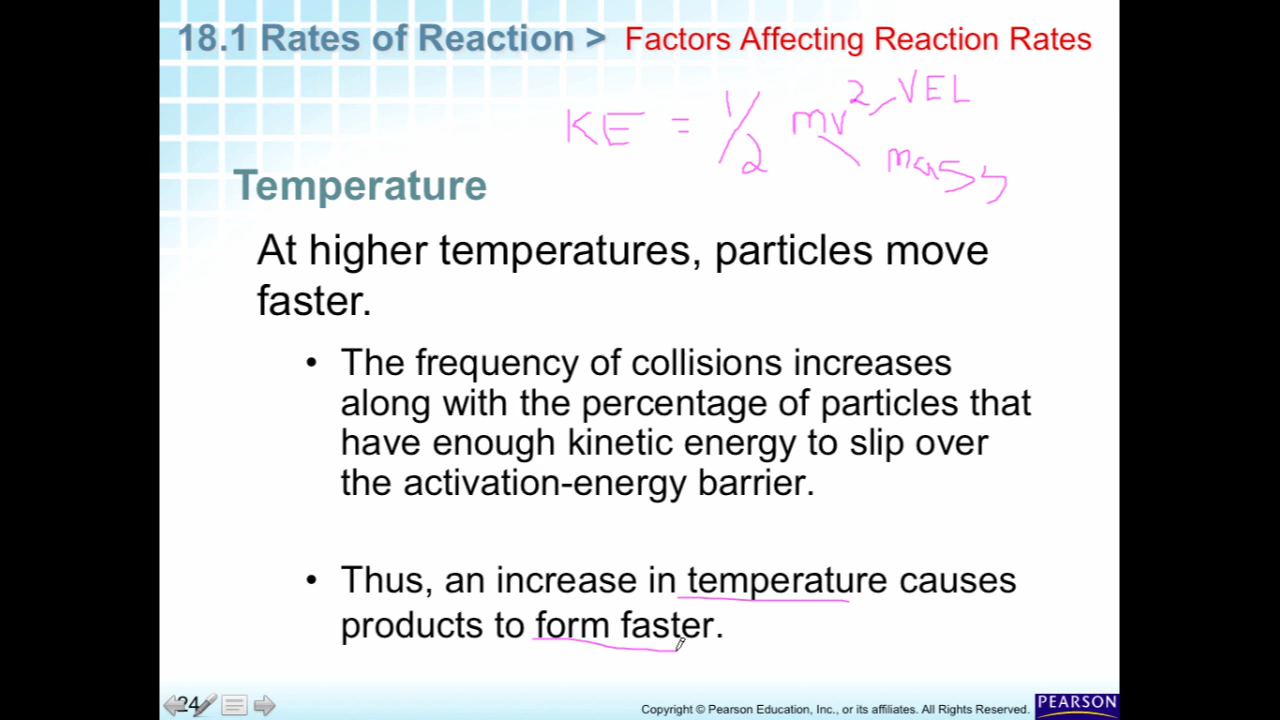 18.1 Rates of Reaction > Factors Affecting Reaction Rates
KE = 1/2 mv² VEL
mass
Temperature
At higher temperatures, particles move
faster.
• The frequency of collisions increases
along with the percentage of particles that
have enough kinetic energy to slip over
the activation-energy barrier.
• Thus, an increase in temperature causes
products to form faster.
24
Copyright © Pearson Education, Inc., or its affiliates. All Rights Reserved.
PEARSON